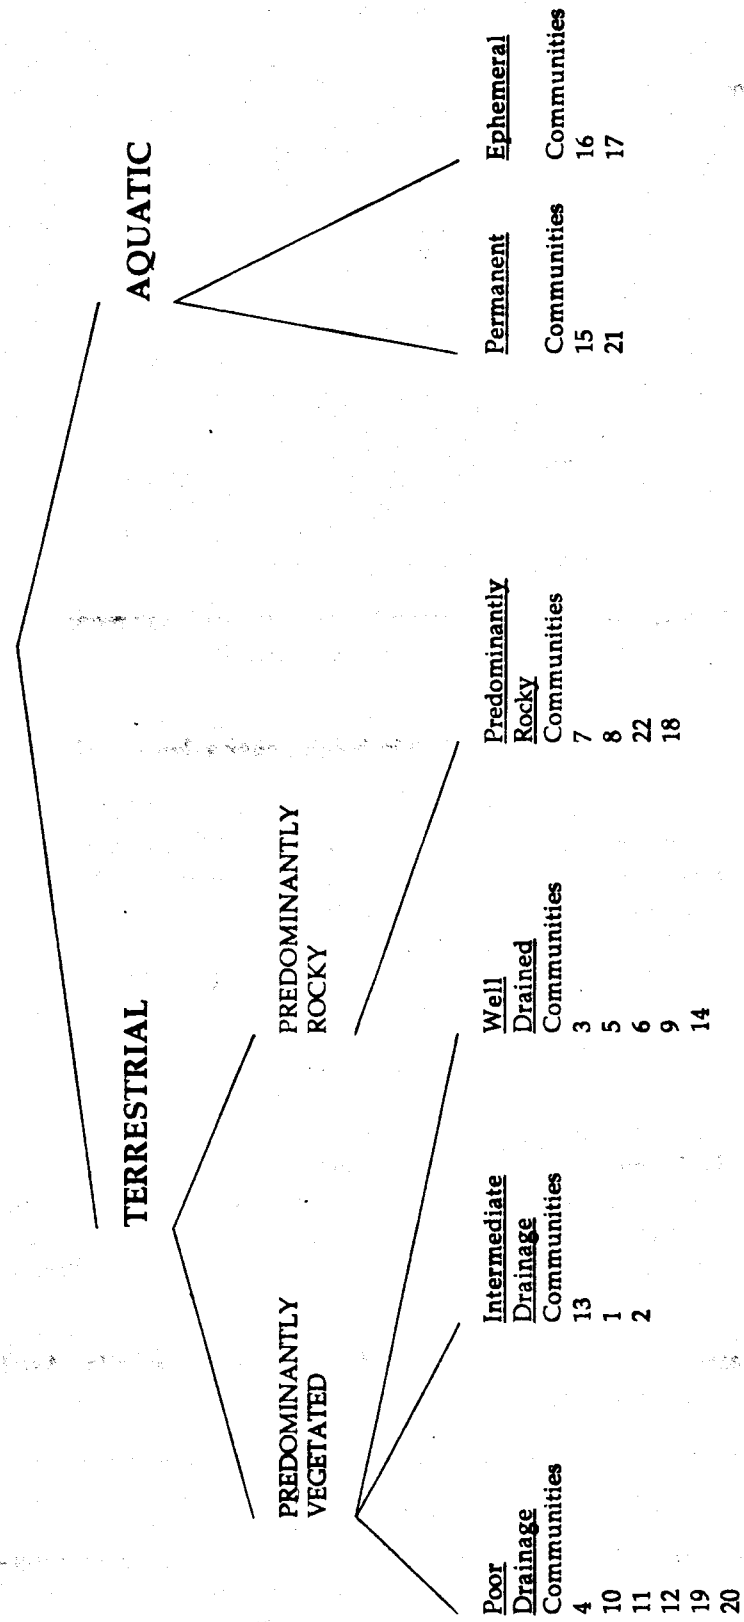 TERRESTRIAL
AQUATIC
PREDOMINANTLY
VEGETATED
PREDOMINANTLY
ROCKY
Poor
Drainage
Communities
4
10
11
12
19
20
Intermediate
Drainage
Communities
13
1
2
Well
Drained
Communities
3
5
6
9
14
Predominantly
Rocky
Communities
7
8
22
18
Permanent
Communities
15
21
Ephemeral
Communities
16
17